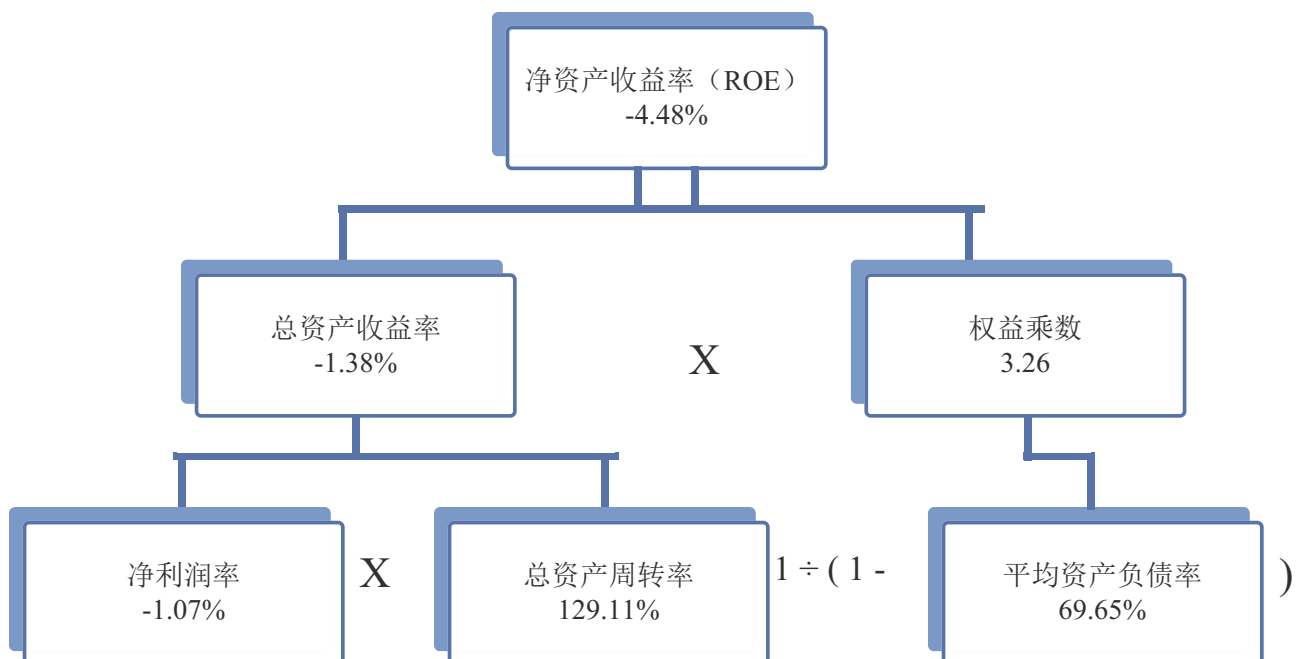 净资产收益率（ROE）
-4.48%
总资产收益率
-1.38%
X
权益乘数
3.26
净利润率
-1.07%
X
总资产周转率
129.11%
1 ÷ ( 1 -
平均资产负债率
69.65%
)